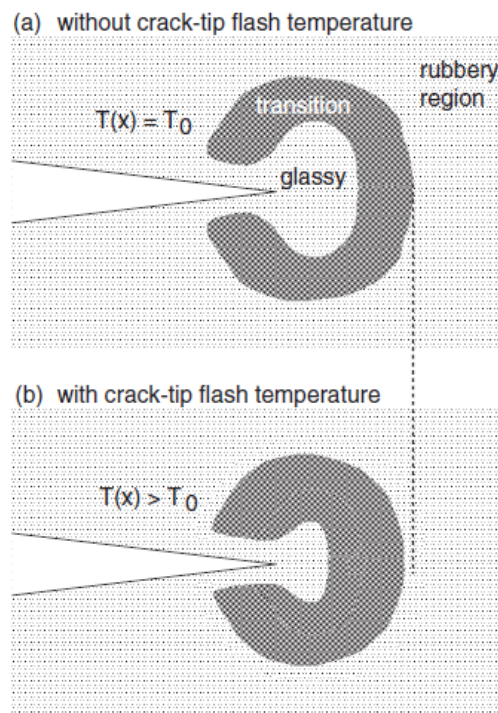 (a) without crack-tip flash temperature
rubbery
region
transition
T(x) = T0
glassy
(b) with crack-tip flash temperature
T(x) > T0